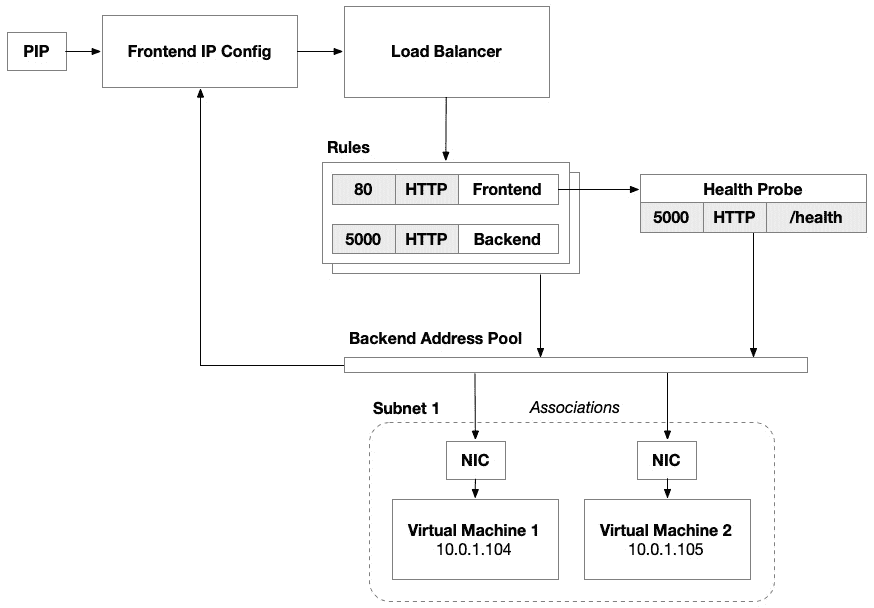 PIP
Frontend IP Config
Load Balancer
Rules
80 HTTP Frontend
5000 HTTP Backend
Health Probe
5000 HTTP /health
Backend Address Pool
Subnet 1
Associations
NIC
NIC
Virtual Machine 1
10.0.1.104
Virtual Machine 2
10.0.1.105